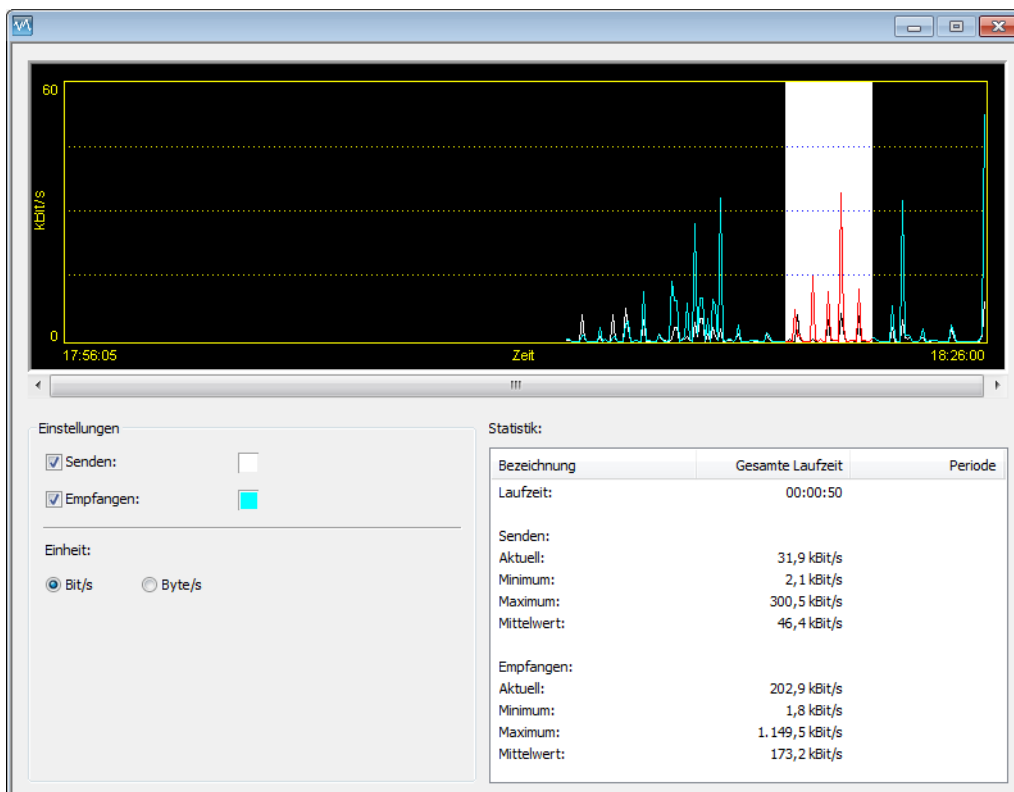 60
kBit/s
0
17:56:05 Zeit 18:26:00
Einstellungen
Senden:
Empfangen:
Einheit:
Bit/s Byte/s
Statistik:
Bezeichnung Gesamte Laufzeit Periode
Laufzeit: 00:00:50
Senden:
Aktuell: 31,9 kBit/s
Minimum: 2,1 kBit/s
Maximum: 300,5 kBit/s
Mittelwert: 46,4 kBit/s
Empfangen:
Aktuell: 202,9 kBit/s
Minimum: 1,8 kBit/s
Maximum: 1.149,5 kBit/s
Mittelwert: 173,2 kBit/s